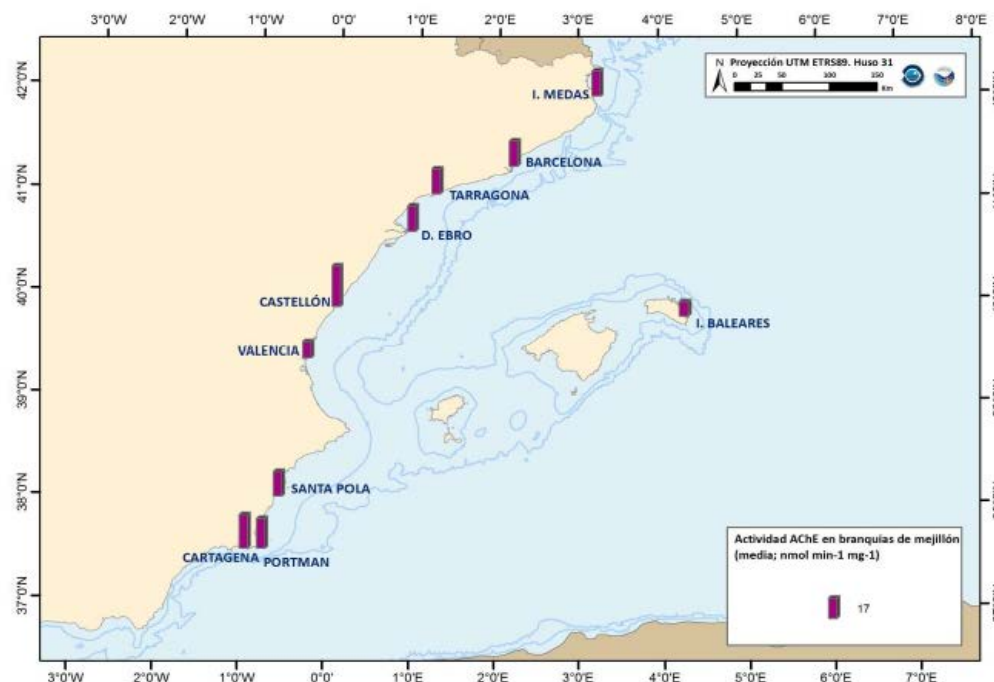 3°0'W 2°0'W 1°0'W 0°0' 1°0'E 2°0'E 3°0'E 4°0'E 5°0'E 6°0'E 7°0'E 8°0'E
N Proyección UTM ETRS89. Huso 31
0 25 50 100 150
Km
42°0'N
I. MEDAS
BARCELONA
41°0'N
TARRAGONA
D. EBRO
40°0'N
CASTELLÓN
I. BALEARES
VALENCIA
39°0'N
38°0'N
SANTA POLA
CARTAGENA
PORTMAN
Actividad AChE en branquias de mejillón
(media; nmol min-1 mg-1)
17
37°0'N
3°0'W 2°0'W 1°0'W 0°0' 1°0'E 2°0'E 3°0'E 4°0'E 5°0'E 6°0'E 7°0'E